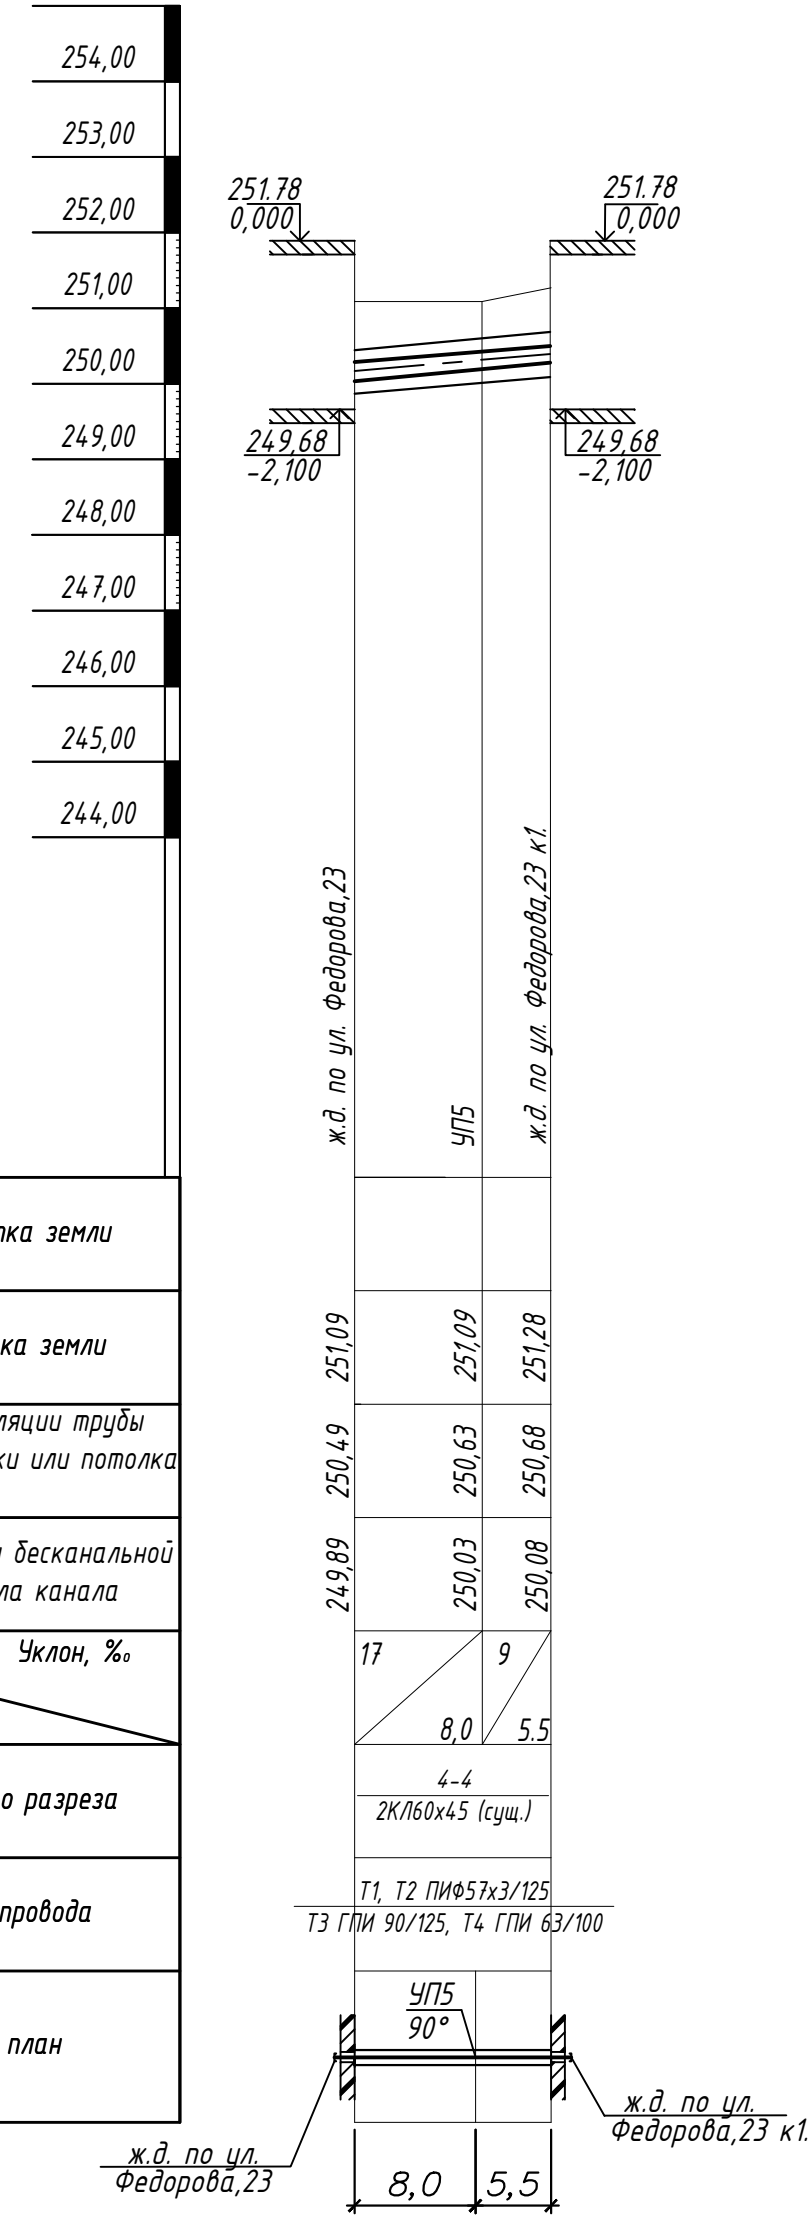 254,00
253,00
252,00
251,00
250,00
249,00
248,00
247,00
246,00
245,00
244,00
251.78
0,000
251.78
0,000
249,68
-2,100
249,68
-2,100
ж.д. по ул. Федорова,23
УП5
ж.д. по ул. Федорова,23 к1.
тка земли
ка земли
251,09
251,09
251,28
ляции трубы
ки или потолка
250,49
250,63
250,68
бесканальной
ла канала
249,89
250,03
250,08
Уклон, ‰
17
8,0
9
5.5
о разреза
4-4
2КЛ60х45 (сущ.)
провода
Т1, Т2 ПИФ57х3/125
Т3 ГПИ 90/125, Т4 ГПИ 63/100
план
УП5
90°
ж.д. по ул.
Федорова,23
ж.д. по ул.
Федорова,23 к1.
8,0
5,5